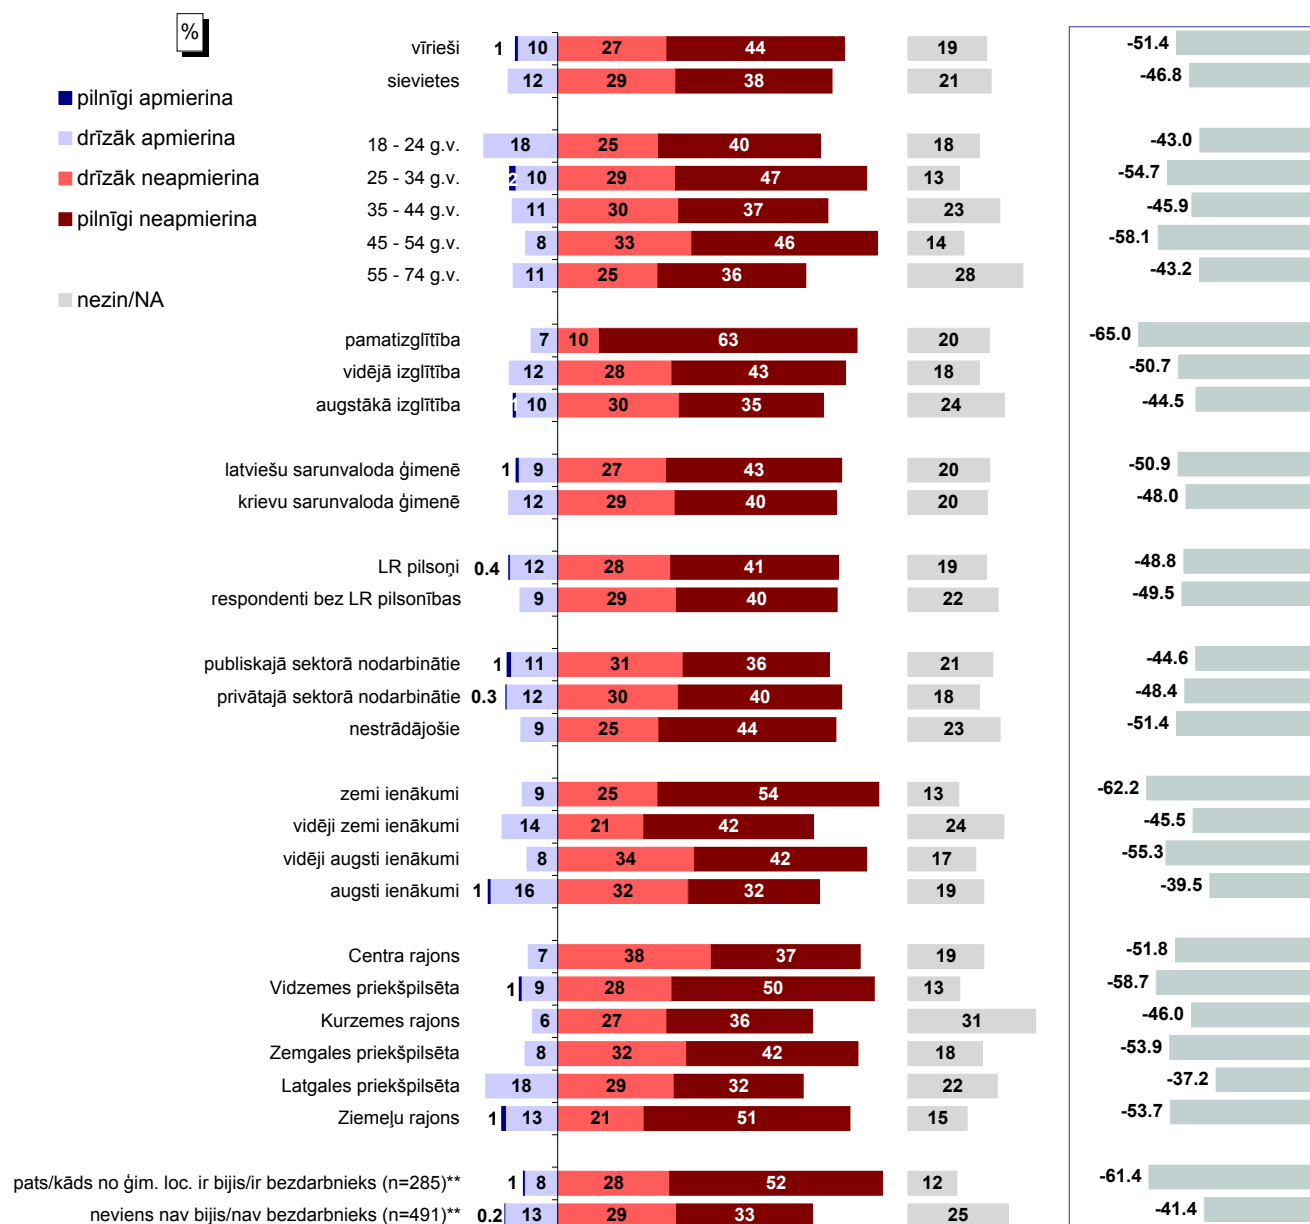 %
pilnīgi apmierina
drīzāk apmierina
drīzāk neapmierina
pilnīgi neapmierina
nezin/NA
vīrieši 1 10 27 44 19 -51.4
sievietes 12 29 38 21 -46.8
18 - 24 g.v. 18 25 40 18 -43.0
25 - 34 g.v. 2 10 29 47 13 -54.7
35 - 44 g.v. 11 30 37 23 -45.9
45 - 54 g.v. 8 33 46 14 -58.1
55 - 74 g.v. 11 25 36 28 -43.2
pamatizglītība 7 10 63 20 -65.0
vidējā izglītība 12 28 43 18 -50.7
augstākā izglītība 1 10 30 35 24 -44.5
latviešu sarunvaloda ģimenē 1 9 27 43 20 -50.9
krievu sarunvaloda ģimenē 12 29 40 20 -48.0
LR pilsoņi 0.4 12 28 41 19 -48.8
respondenti bez LR pilsonības 9 29 40 22 -49.5
publiskajā sektorā nodarbinātie 1 11 31 36 21 -44.6
privātajā sektorā nodarbinātie 0.3 12 30 40 18 -48.4
nestrādājošie 9 25 44 23 -51.4
zemi ienākumi 9 25 54 13 -62.2
vidēji zemi ienākumi 14 21 42 24 -45.5
vidēji augsti ienākumi 8 34 42 17 -55.3
augsti ienākumi 1 16 32 32 19 -39.5
Centra rajons 7 38 37 19 -51.8
Vidzemes priekšpilsēta 1 9 28 50 13 -58.7
Kurzemes rajons 6 27 36 31 -46.0
Zemgales priekšpilsēta 8 32 42 18 -53.9
Latgales priekšpilsēta 18 29 32 22 -37.2
Ziemeļu rajons 1 13 21 51 15 -53.7
pats/kāds no ģim. loc. ir bijis/ir bezdarbnieks (n=285)** 1 8 28 52 12 -61.4
neviens nav bijis/nav bezdarbnieks (n=491)** 0.2 13 29 33 25 -41.4